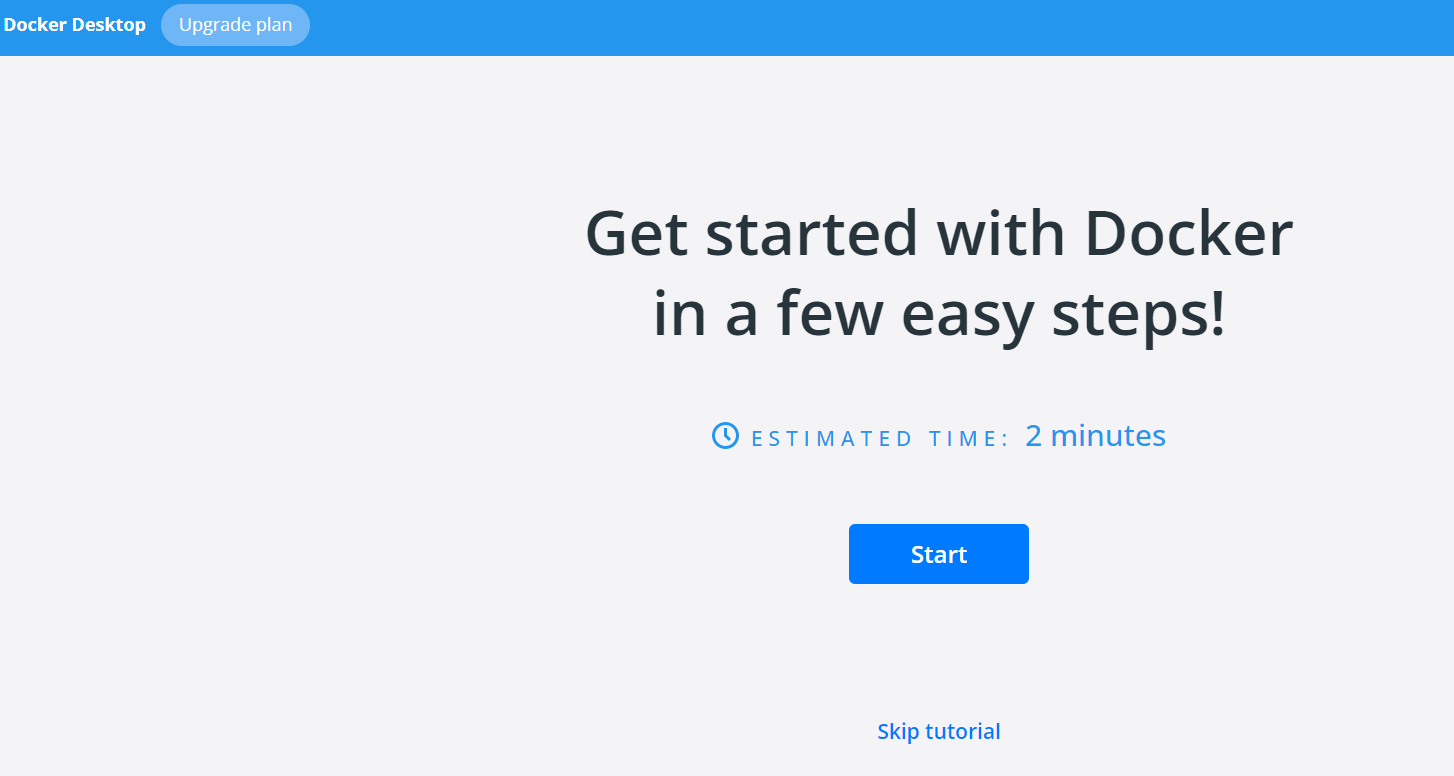 Docker Desktop Upgrade plan
Get started with Docker
in a few easy steps!
ESTIMATED TIME: 2 minutes
Start
Skip tutorial